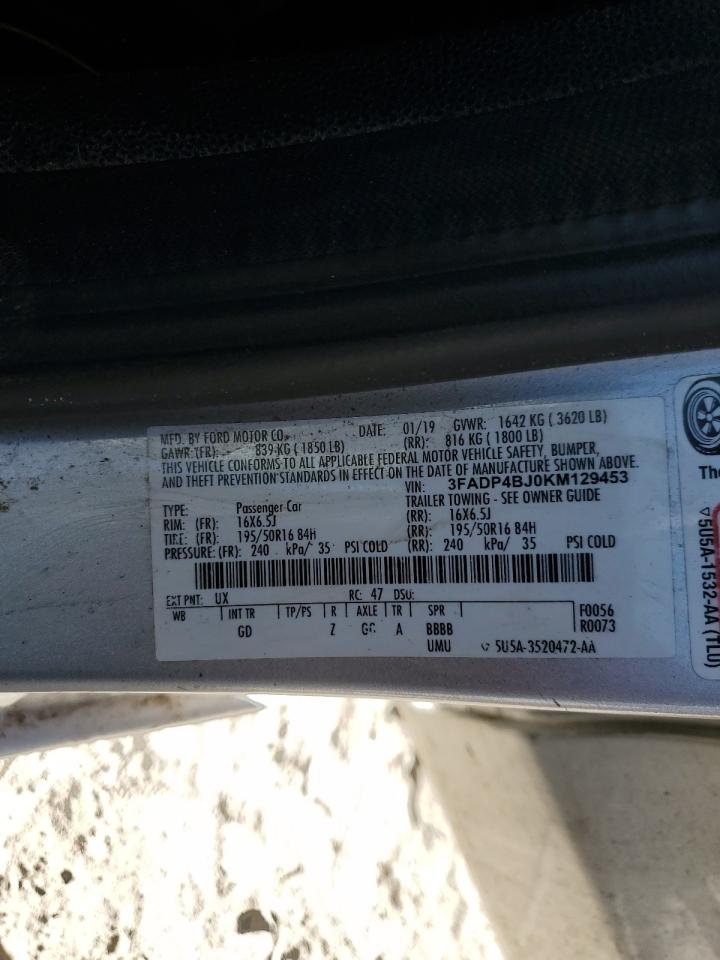 MFD. BY FORD MOTOR CO. DATE: 01/19 GVWR: 1642 KG ( 3620 LB)
GAWR: (FR): 839 KG ( 1850 LB) (RR): 816 KG ( 1800 LB)
THIS VEHICLE CONFORMS TO ALL APPLICABLE FEDERAL MOTOR VEHICLE SAFETY, BUMPER,
AND THEFT PREVENTION STANDARDS IN EFFECT ON THE DATE OF MANUFACTURE SHOWN ABOVE.
VIN: 3FADP4BJ0KM129453
TYPE: Passenger Car TRAILER TOWING - SEE OWNER GUIDE
RIM: (FR): 16X6.5J (RR): 16X6.5J
TIRE: (FR): 195/50R16 84H (RR): 195/50R16 84H
PRESSURE: (FR): 240 kPa/ 35 PSI COLD (RR): 240 kPa/ 35 PSI COLD
EXT PNT: UX RC: 47 DSO:
WB INT TR TP/PS R AXLE TR SPR F0056
GD Z GC A BBBB R0073
UMU 5U5A-3520472-AA
5U5A-1532-AA (TLO)